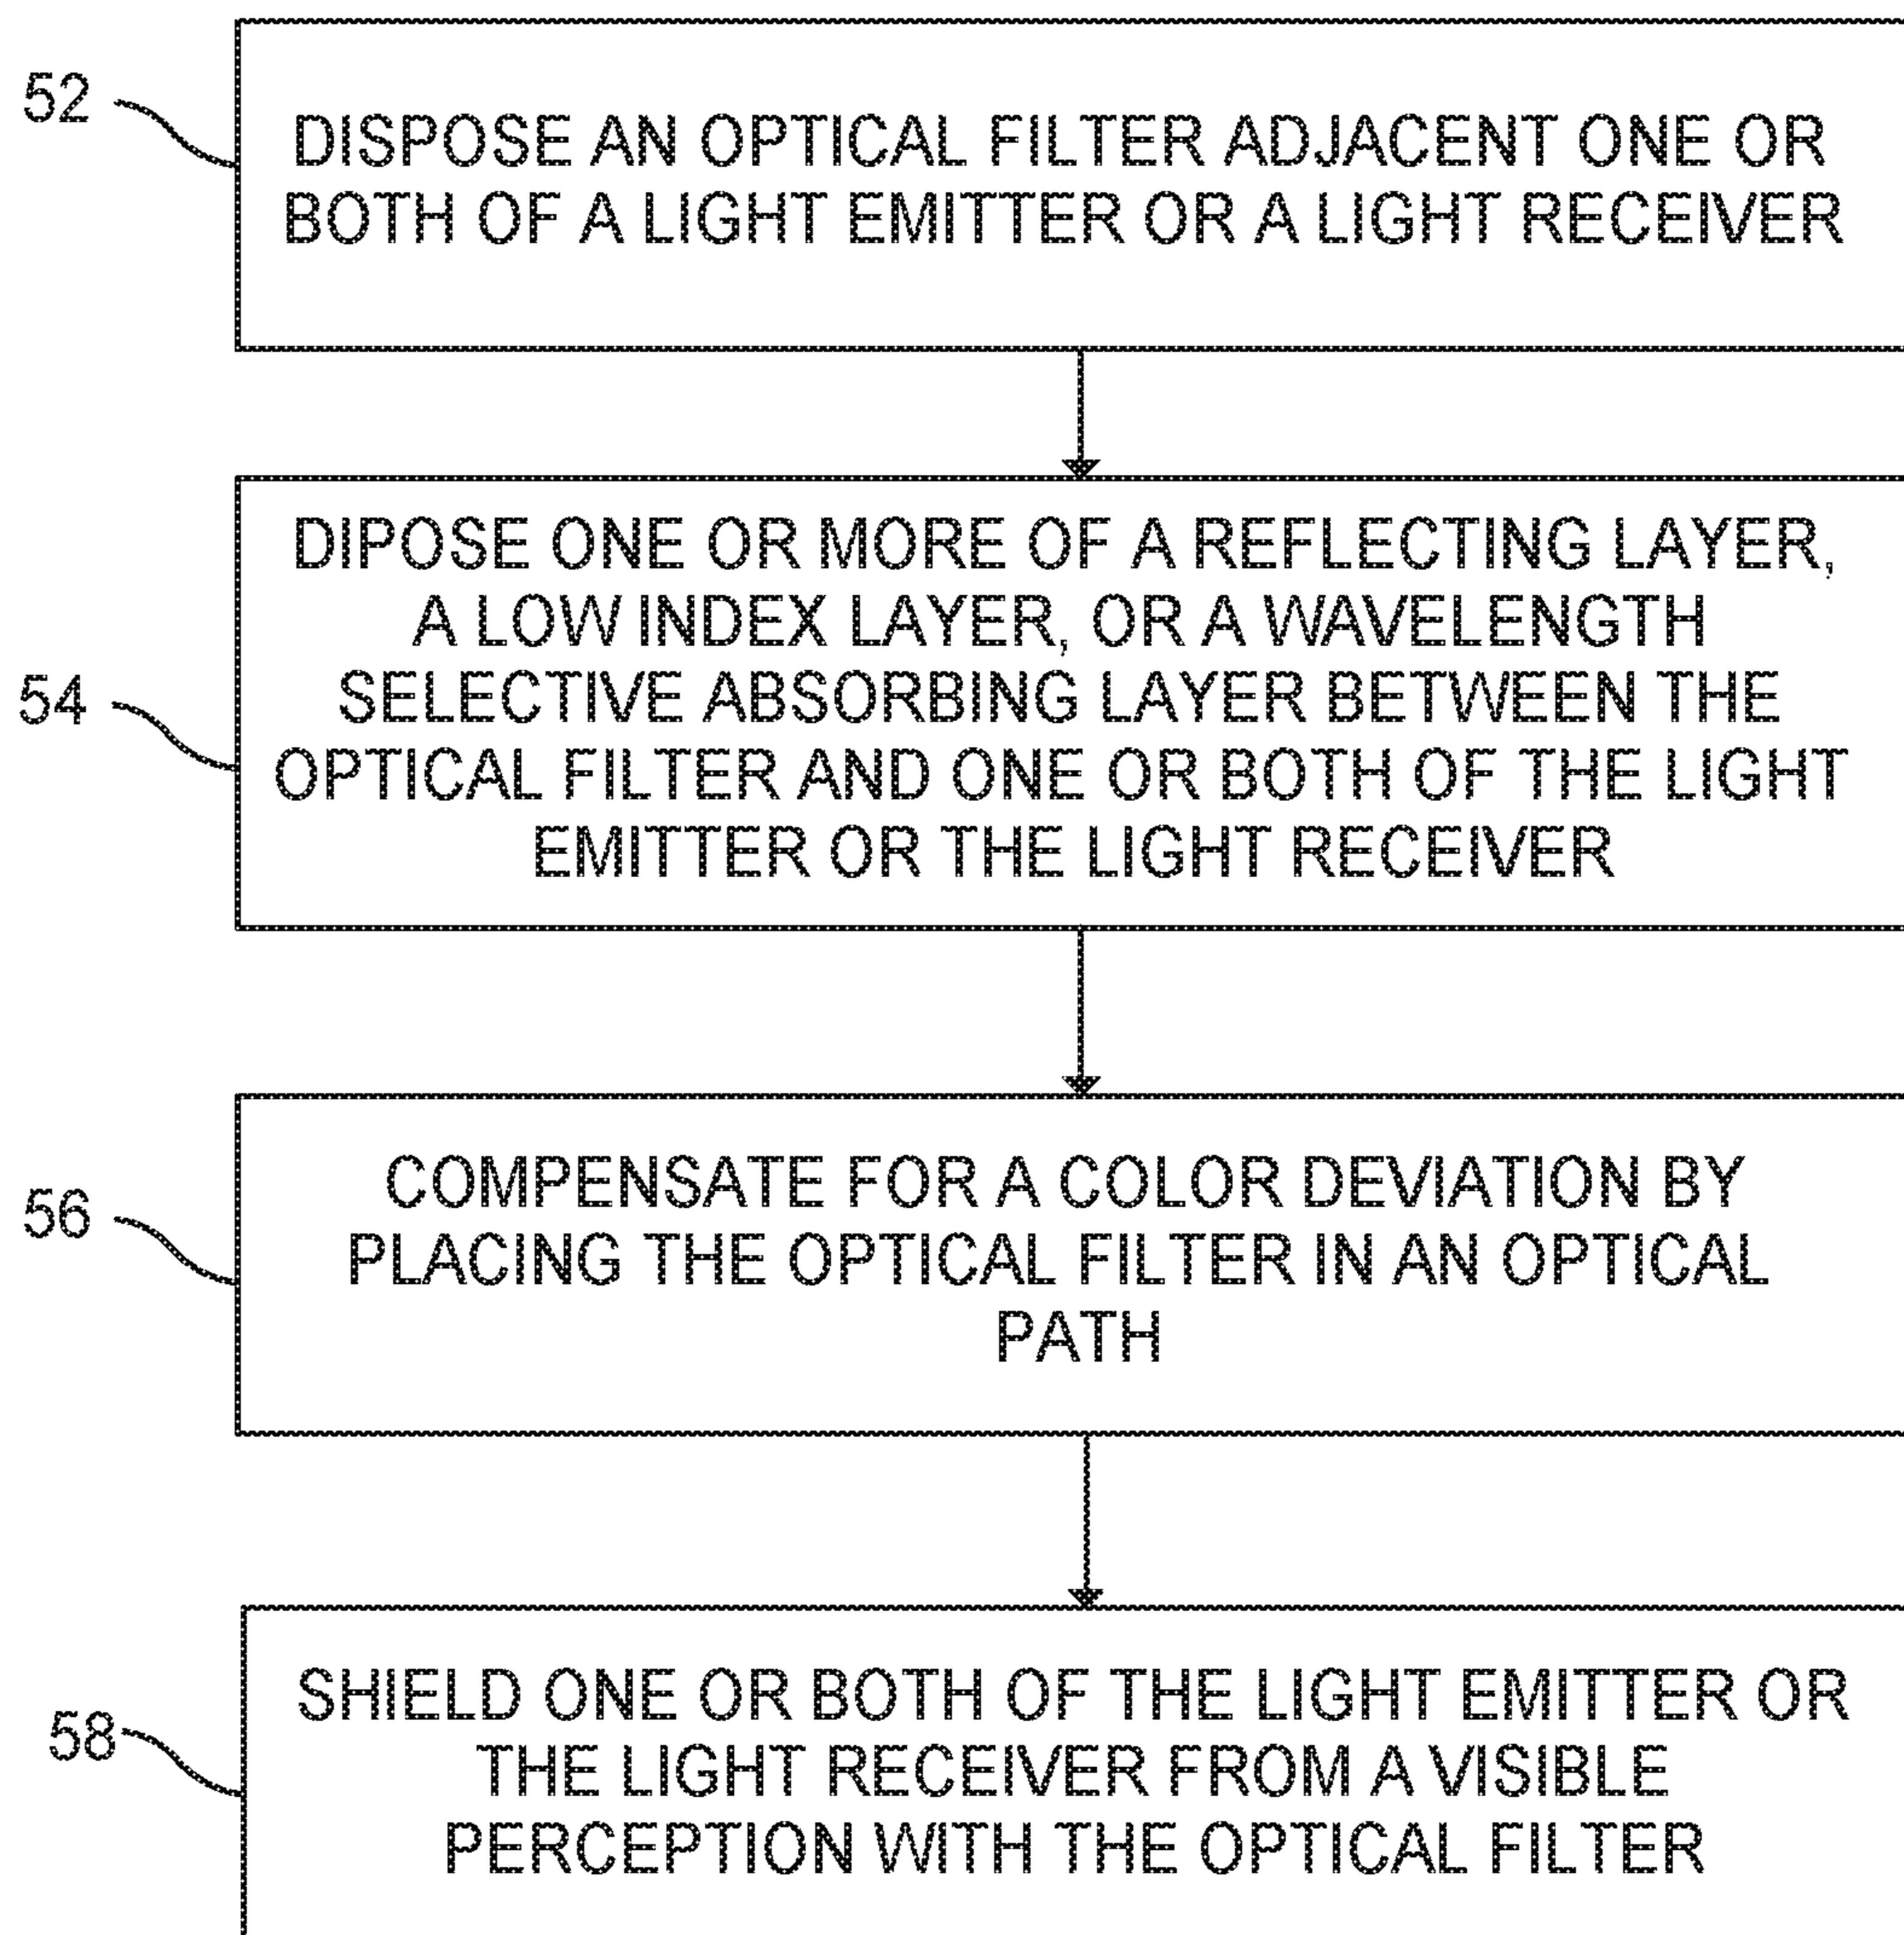 52
DISPOSE AN OPTICAL FILTER ADJACENT ONE OR
BOTH OF A LIGHT EMITTER OR A LIGHT RECEIVER
54
DIPOSE ONE OR MORE OF A REFLECTING LAYER,
A LOW INDEX LAYER, OR A WAVELENGTH
SELECTIVE ABSORBING LAYER BETWEEN THE
OPTICAL FILTER AND ONE OR BOTH OF THE LIGHT
EMITTER OR THE LIGHT RECEIVER
56
COMPENSATE FOR A COLOR DEVIATION BY
PLACING THE OPTICAL FILTER IN AN OPTICAL
PATH
58
SHIELD ONE OR BOTH OF THE LIGHT EMITTER OR
THE LIGHT RECEIVER FROM A VISIBLE
PERCEPTION WITH THE OPTICAL FILTER